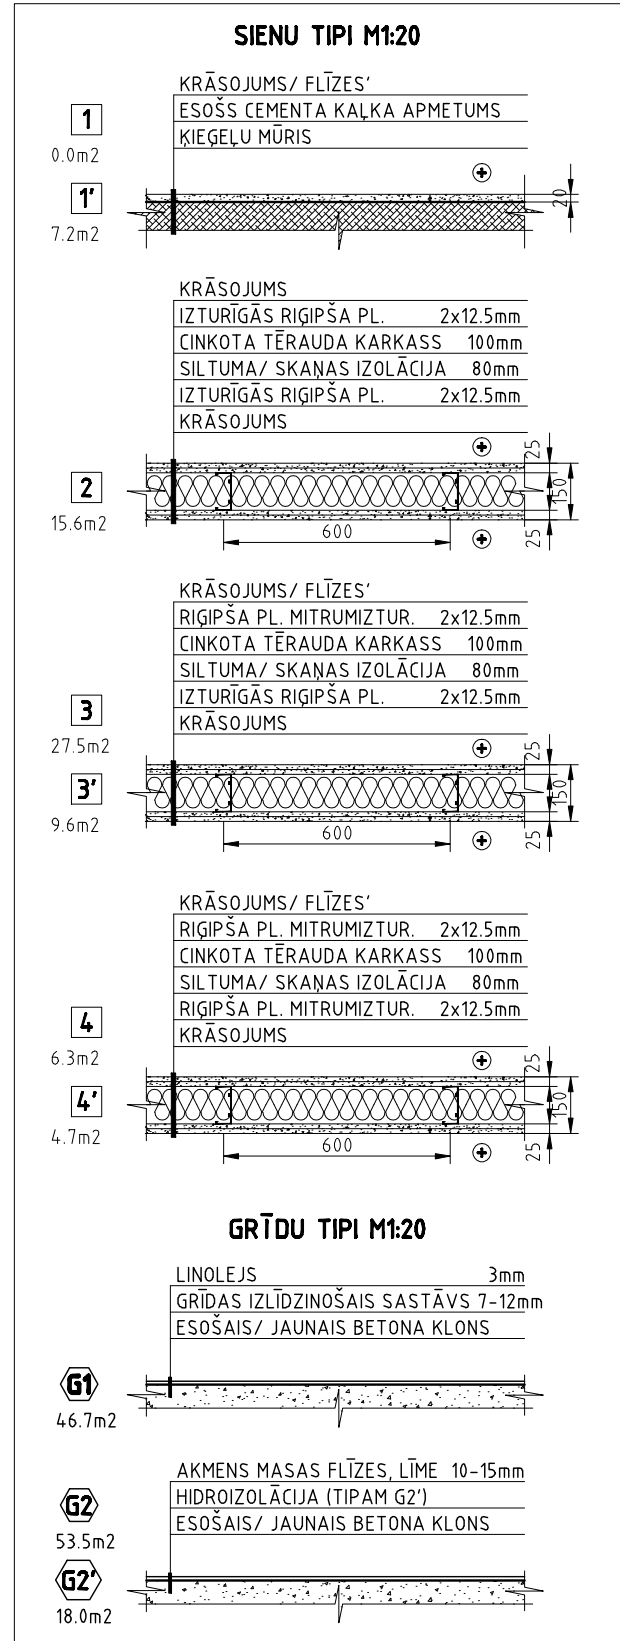 SIENU TIPI M1:20
KRĀSOJUMS/ FLĪZES'
ESOŠS CEMENTA KAĻKA APMETUMS
ĶIEĢEĻU MŪRIS
1
0.0m2
1'
7.2m2
20
KRĀSOJUMS
IZTURĪGĀS RIĢIPŠA PL. 2x12.5mm
CINKOTA TĒRAUDA KARKASS 100mm
SILTUMA/ SKAŅAS IZOLĀCIJA 80mm
IZTURĪGĀS RIĢIPŠA PL. 2x12.5mm
KRĀSOJUMS
2
15.6m2
25
150
25
600
KRĀSOJUMS/ FLĪZES'
RIĢIPŠA PL. MITRUMIZTUR. 2x12.5mm
CINKOTA TĒRAUDA KARKASS 100mm
SILTUMA/ SKAŅAS IZOLĀCIJA 80mm
IZTURĪGĀS RIĢIPŠA PL. 2x12.5mm
KRĀSOJUMS
3
27.5m2
3'
9.6m2
25
150
25
600
KRĀSOJUMS/ FLĪZES'
RIĢIPŠA PL. MITRUMIZTUR. 2x12.5mm
CINKOTA TĒRAUDA KARKASS 100mm
SILTUMA/ SKAŅAS IZOLĀCIJA 80mm
RIĢIPŠA PL. MITRUMIZTUR. 2x12.5mm
KRĀSOJUMS
4
6.3m2
4'
4.7m2
25
150
25
600
GRĪDU TIPI M1:20
LINOLEJS 3mm
GRĪDAS IZLĪDZINOŠAIS SASTĀVS 7-12mm
ESOŠAIS/ JAUNAIS BETONA KLONS
G1
46.7m2
AKMENS MASAS FLĪZES, LĪME 10-15mm
HIDROIZOLĀCIJA (TIPAM G2')
ESOŠAIS/ JAUNAIS BETONA KLONS
G2
53.5m2
G2'
18.0m2